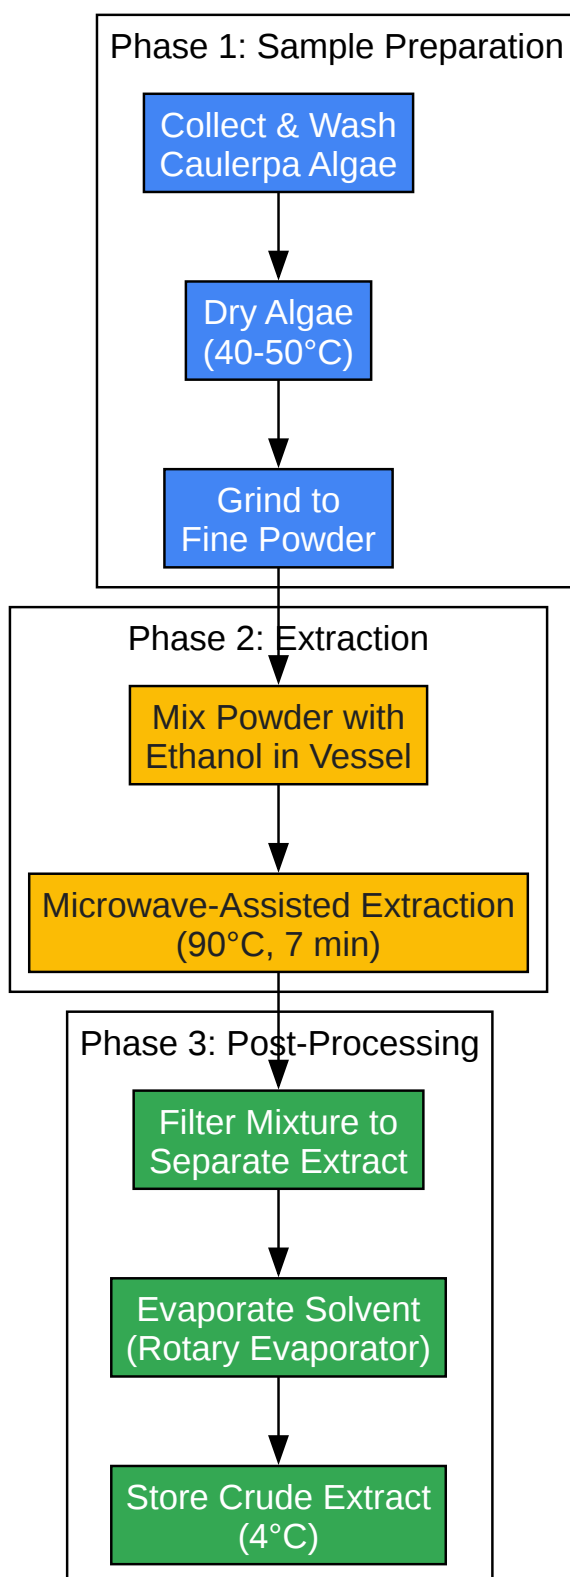 Phase 1: Sample Preparation
Collect & Wash
Caulerpa Algae
Dry Algae
(40-50°C)
Grind to
Fine Powder
Phase 2: Extraction
Mix Powder with
Ethanol in Vessel
Microwave-Assisted Extraction
(90°C, 7 min)
Phase 3: Post-Processing
Filter Mixture to
Separate Extract
Evaporate Solvent
(Rotary Evaporator)
Store Crude Extract
(4°C)